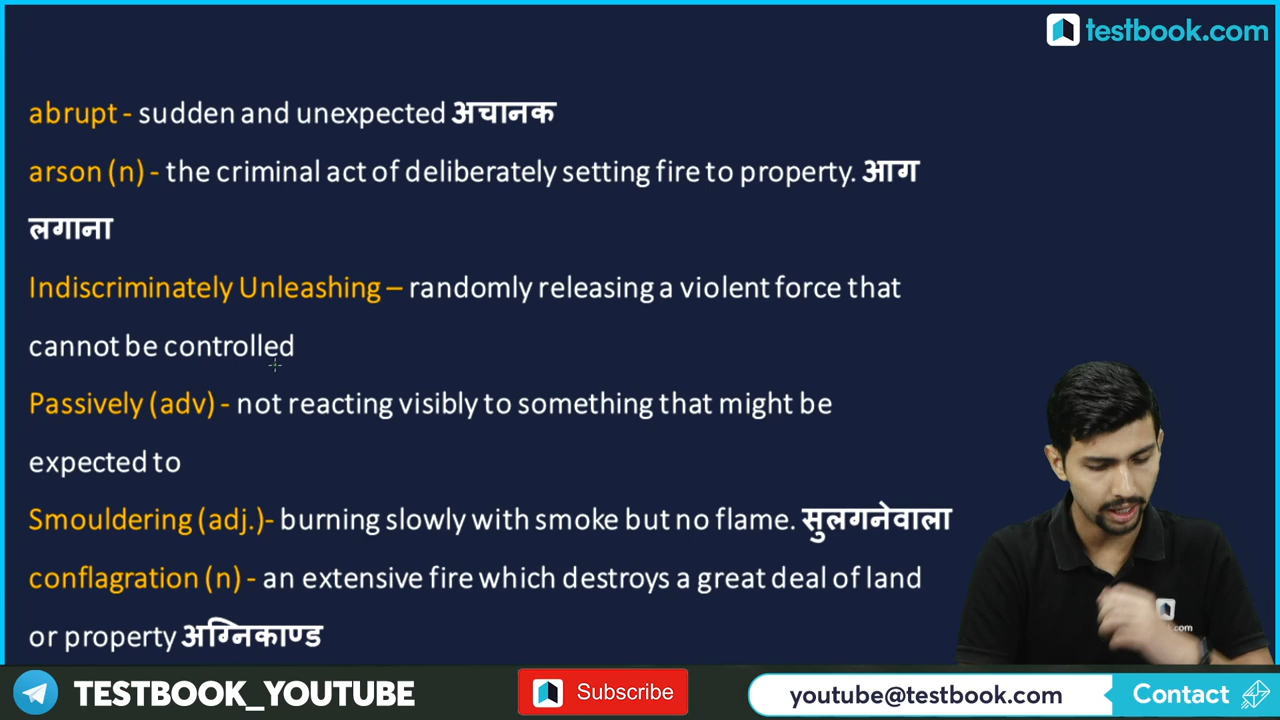 testbook.com
abrupt - sudden and unexpected अचानक
arson (n) - the criminal act of deliberately setting fire to property. आग
लगाना
Indiscriminately Unleashing – randomly releasing a violent force that
cannot be controlled
Passively (adv) - not reacting visibly to something that might be
expected to
Smouldering (adj.)- burning slowly with smoke but no flame. सुलगनेवाला
conflagration (n) - an extensive fire which destroys a great deal of land
or property अग्निकाण्ड
TESTBOOK_YOUTUBE
Subscribe
youtube@testbook.com
Contact